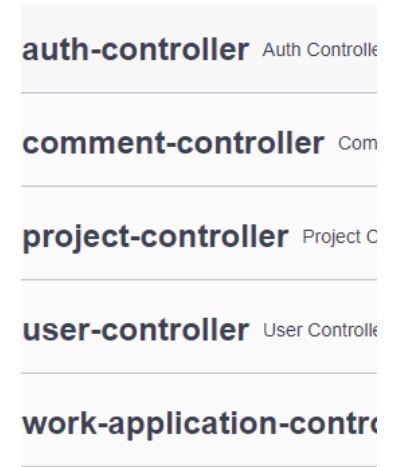 auth-controller Auth Controlle
comment-controller Com
project-controller Project C
user-controller User Controlle
work-application-contro